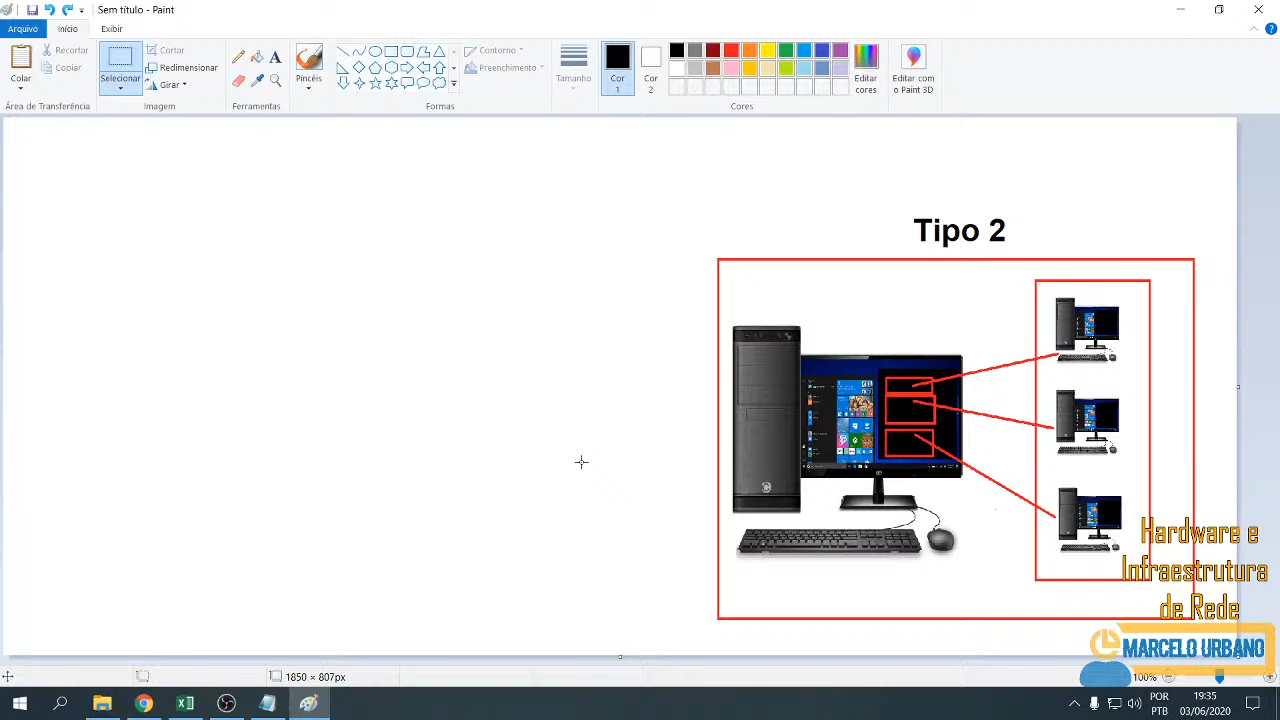 Sem título - Paint
Arquivo
Início
Exibir
Colar
Recortar
Copiar
Área de Transferência
Selecionar
Cortar
Redimensionar
Girar
Imagem
Ferramentas
Pincéis
Formas
Contorno
Preenchimento
Tamanho
Cor
1
Cor
2
Editar
cores
Cores
Editar com
o Paint 3D
Tipo 2
Hardware e
Infraestrutura
de Rede
MARCELO URBANO
1850 × 807px
100%
POR
PTB
19:35
03/06/2020